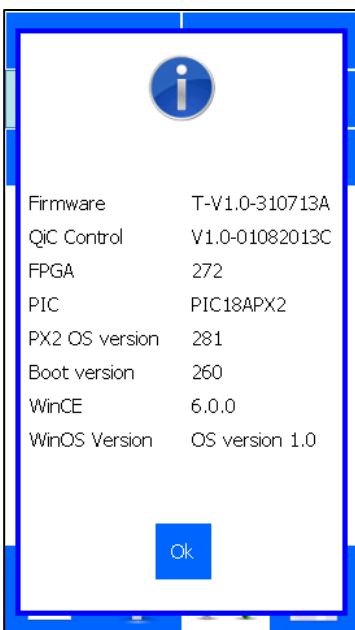 i
Firmware T-V1.0-310713A
QiC Control V1.0-01082013C
FPGA 272
PIC PIC18APX2
PX2 OS version 281
Boot version 260
WinCE 6.0.0
WinOS Version OS version 1.0
Ok